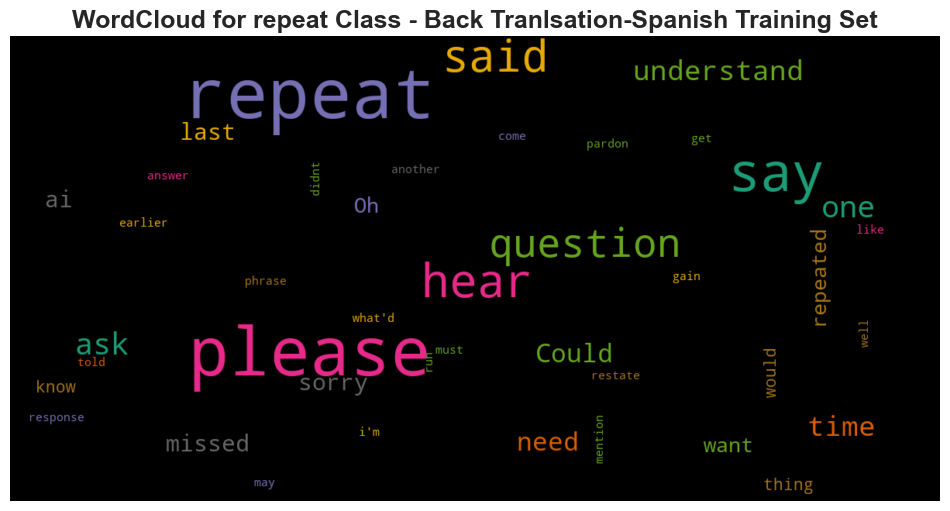 WordCloud for repeat Class - Back Tranlsation-Spanish Training Set
said
understand
repeat
last
come
pardon
get
answer
didnt
another
say
ai
Oh
one
earlier
like
question
repeated
hear
phrase
gain
what'd
well
ask
please
run
must
Could
told
sorry
restate
would
know
response
missed
i'm
need
mention
want
time
may
thing